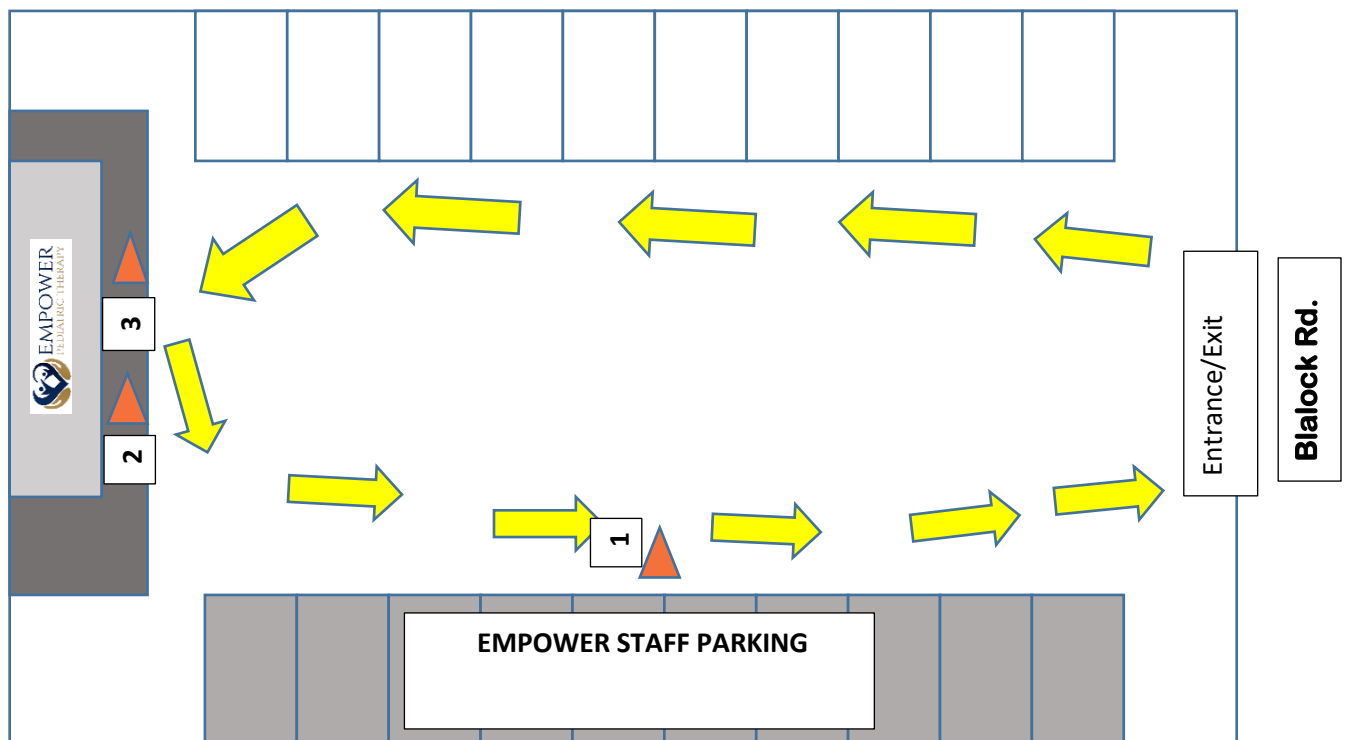 EMPOWER
PEDIATRIC THERAPY
3
2
1
Entrance/Exit
Blalock Rd.
EMPOWER STAFF PARKING